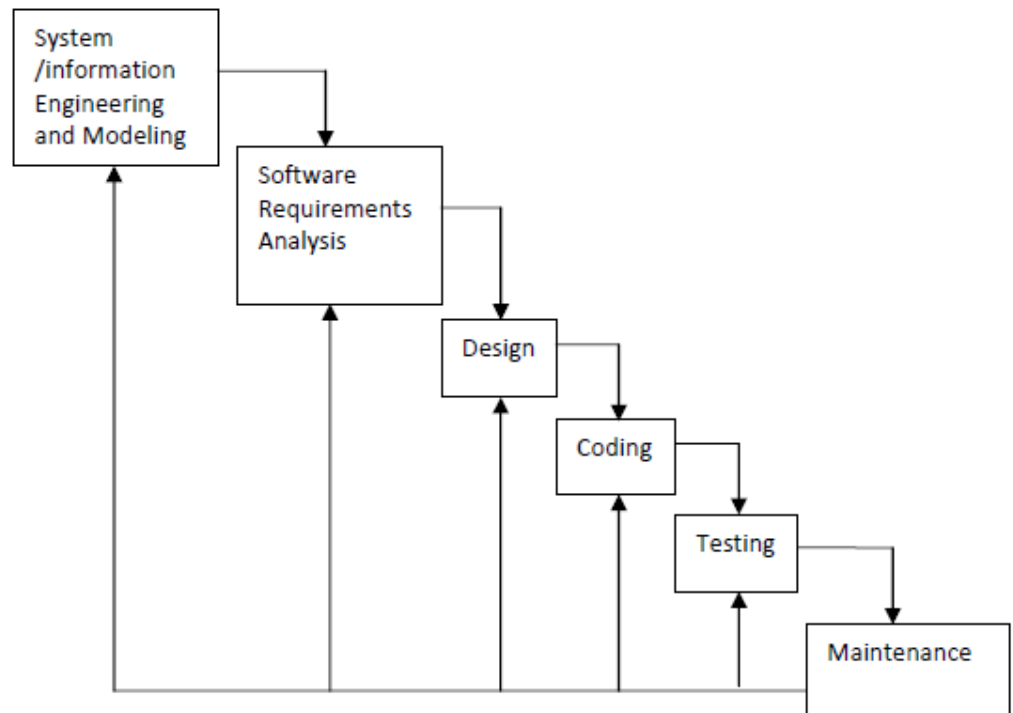 System
/information
Engineering
and Modeling
Software
Requirements
Analysis
Design
Coding
Testing
Maintenance